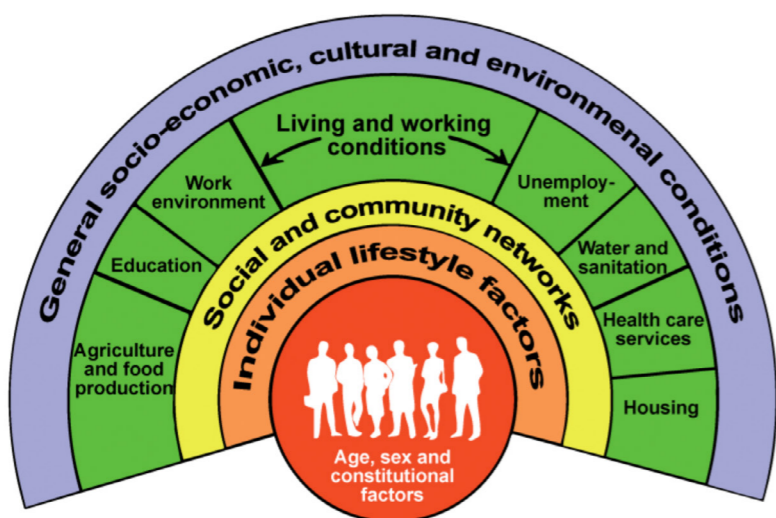 General socio-economic, cultural and environmenal conditions
Living and working
conditions
Work
environment
Unemploy-
ment
Education
Water and
sanitation
Agriculture
and food
production
Health care
services
Housing
Social and community networks
Individual lifestyle factors
Age, sex and
constitutional
factors